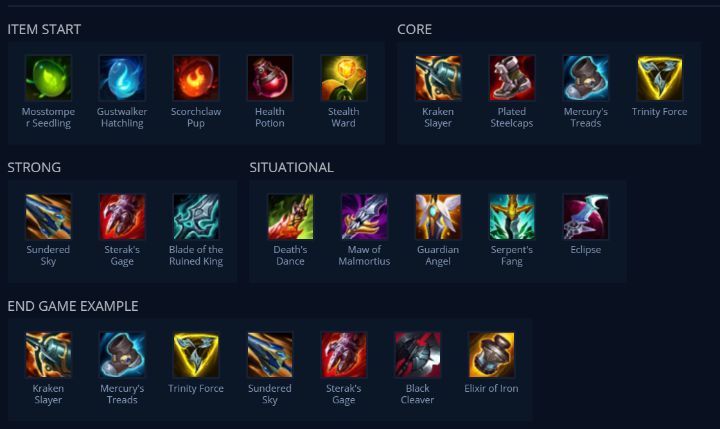 ITEM START
Mosstompe
r Seedling
Gustwalker
Hatchling
Scorchclaw
Pup
Health
Potion
Stealth
Ward
CORE
Kraken
Slayer
Plated
Steelcaps
Mercury's
Treads
Trinity Force
STRONG
Sundered
Sky
Sterak's
Gage
Blade of the
Ruined King
SITUATIONAL
Death's
Dance
Maw of
Malmortius
Guardian
Angel
Serpent's
Fang
Eclipse
END GAME EXAMPLE
Kraken
Slayer
Mercury's
Treads
Trinity Force
Sundered
Sky
Sterak's
Gage
Black
Cleaver
Elixir of Iron